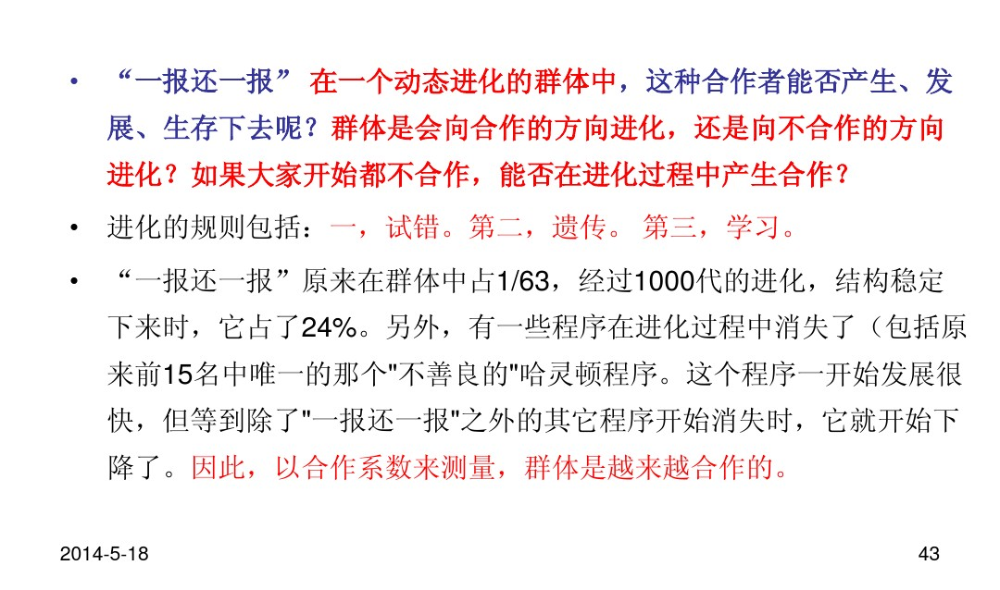 • “一报还一报” 在一个动态进化的群体中，这种合作者能否产生、发
展、生存下去呢？群体是会向合作的方向进化，还是向不合作的方向
进化？如果大家开始都不合作，能否在进化过程中产生合作？
• 进化的规则包括：一，试错。第二，遗传。 第三，学习。
• “一报还一报”原来在群体中占1/63，经过1000代的进化，结构稳定
下来时，它占了24%。另外，有一些程序在进化过程中消失了（包括原
来前15名中唯一的那个"不善良的"哈灵顿程序。这个程序一开始发展很
快，但等到除了"一报还一报"之外的其它程序开始消失时，它就开始下
降了。因此，以合作系数来测量，群体是越来越合作的。
2014-5-18
43